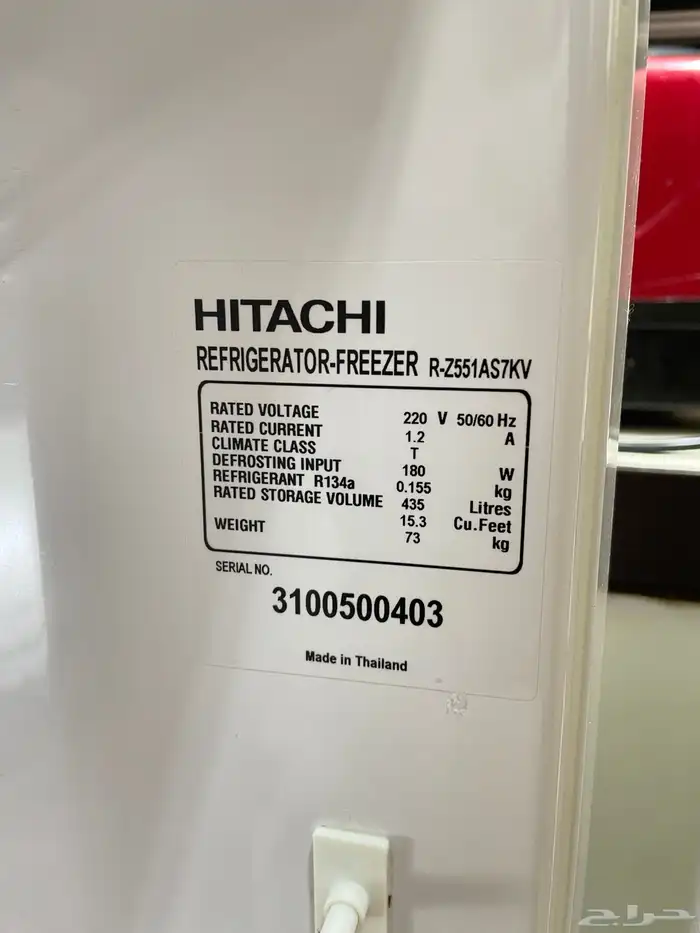 HITACHI
REFRIGERATOR-FREEZER R-Z551AS7KV
RATED VOLTAGE 220 V 50/60 Hz
RATED CURRENT 1.2 A
CLIMATE CLASS T
DEFROSTING INPUT 180 W
REFRIGERANT R134a 0.155 kg
RATED STORAGE VOLUME 435 Litres
15.3 Cu.Feet
WEIGHT 73 kg
SERIAL NO.
3100500403
Made in Thailand
حراج